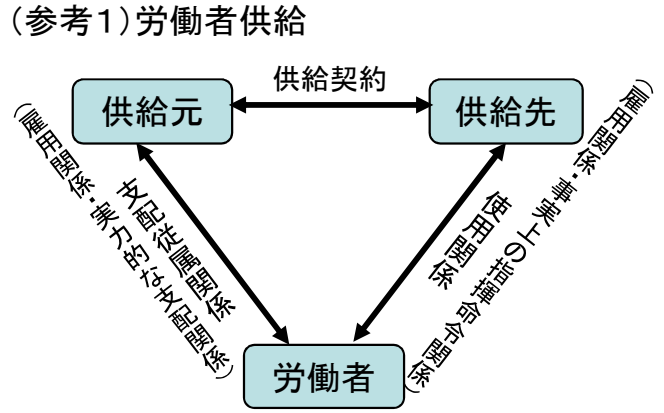 （参考１）労働者供給
供給契約
供給元
供給先
支配従属関係
（雇用関係・実力的な支配関係）
使用関係
（雇用関係・事実上の指揮命令関係）
労働者